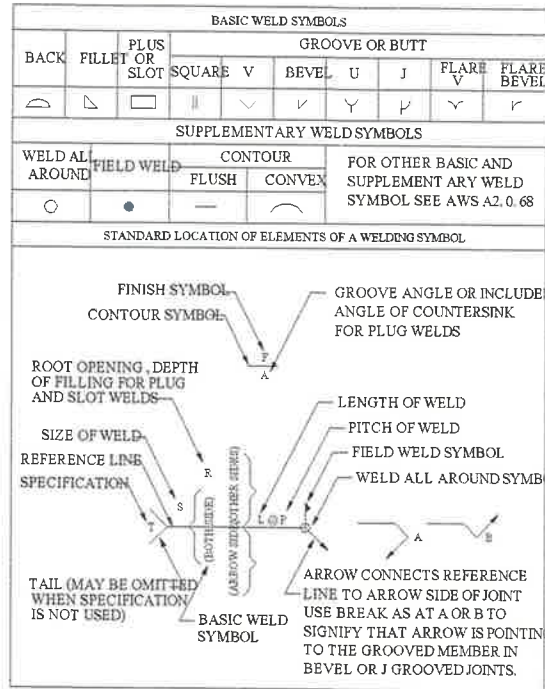 BASIC WELD SYMBOLS
BACK
FILLET
PLUS
OR
SLOT
GROOVE OR BUTT
SQUARE
V
BEVEL
U
J
FLARE
V
FLARE
BEVEL
SUPPLEMENTARY WELD SYMBOLS
WELD ALL
AROUND
FIELD WELD
CONTOUR
FLUSH
CONVEX
FOR OTHER BASIC AND
SUPPLEMENT ARY WELD
SYMBOL SEE AWS A2.0.68
STANDARD LOCATION OF ELEMENTS OF A WELDING SYMBOL
FINISH SYMBOL
CONTOUR SYMBOL
GROOVE ANGLE OR INCLUDE
ANGLE OF COUNTERSINK
FOR PLUG WELDS
F
A
ROOT OPENING, DEPTH
OF FILLING FOR PLUG
AND SLOT WELDS
LENGTH OF WELD
PITCH OF WELD
FIELD WELD SYMBOL
WELD ALL AROUND SYMBO
SIZE OF WELD
REFERENCE LINE
SPECIFICATION
R
S
T
(BOTHSIDE)
(ARROW SIDE)(OTHER SIDES)
L @ P
A
B
TAIL (MAY BE OMITTED
WHEN SPECIFICATION
IS NOT USED)
BASIC WELD
SYMBOL
ARROW CONNECTS REFERENCE
LINE TO ARROW SIDE OF JOINT
USE BREAK AS AT A OR B TO
SIGNIFY THAT ARROW IS POINTIN
TO THE GROOVED MEMBER IN
BEVEL OR J GROOVED JOINTS.